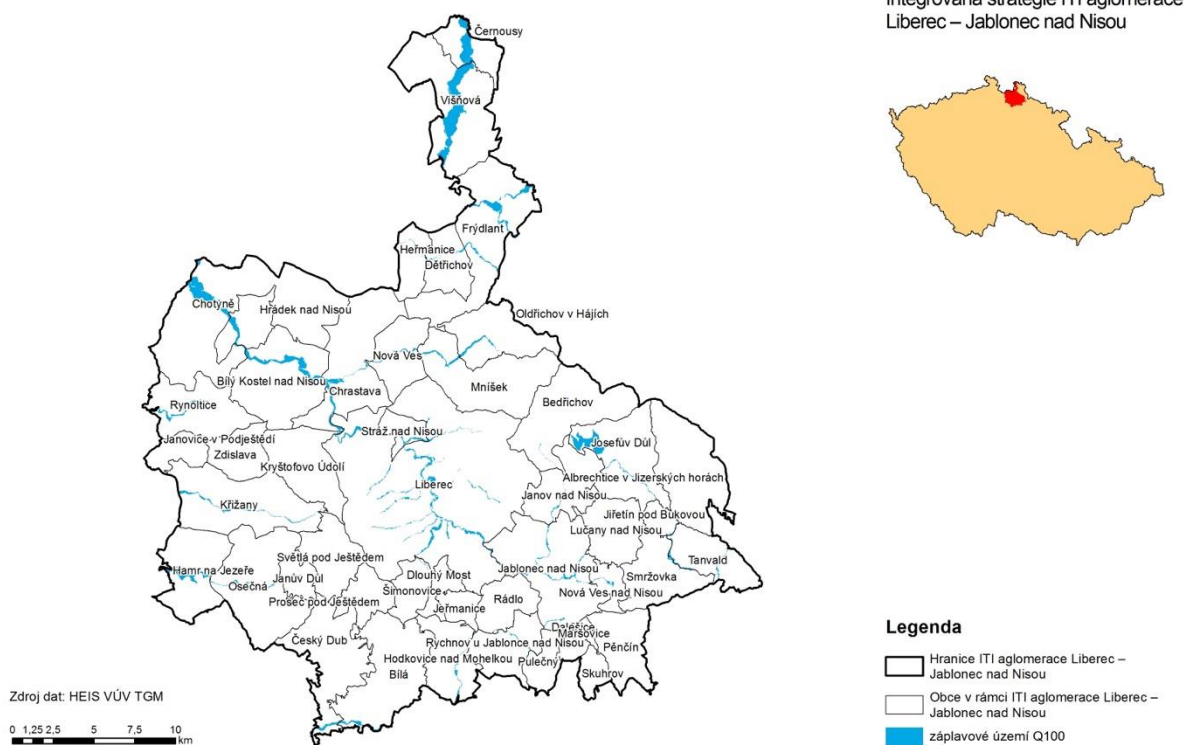 Integrovaná strategie ITI aglomerace
Liberec – Jablonec nad Nisou
Černousy
Višňová
Frýdlant
Heřmanice
Dětřichov
Chotyně
Hrádek nad Nisou
Oldřichov v Hájích
Nová Ves
Bílý Kostel nad Nisou
Chrastava
Mníšek
Rynoltice
Bedřichov
Stráž nad Nisou
Janovice v Podještědí
Josefův Důl
Zdislava
Kryštofovo Údolí
Liberec
Albrechtice v Jizerských horách
Janov nad Nisou
Křižany
Jiřetín pod Bukovou
Lučany nad Nisou
Světlá pod Ještědem
Tanvald
Hamr na Jezeře
Dlouhý Most
Jablonec nad Nisou
Osečná
Janův Důl
Smržovka
Šimonovice
Nová Ves nad Nisou
Prosec pod Ještědem
Jeřmanice
Rádlo
Dalešice
Maršovice
Český Dub
Rychnov u Jablonce nad Nisou
Pěnčín
Hodkovice nad Mohelkou
Pulečný
Bílá
Skuhrov
Zdroj dat: HEIS VÚV TGM
0 1,25 2,5 5 7,5 10
km
Legenda
Hranice ITI aglomerace Liberec –
Jablonec nad Nisou
Obce v rámci ITI aglomerace Liberec –
Jablonec nad Nisou
záplavové území Q100